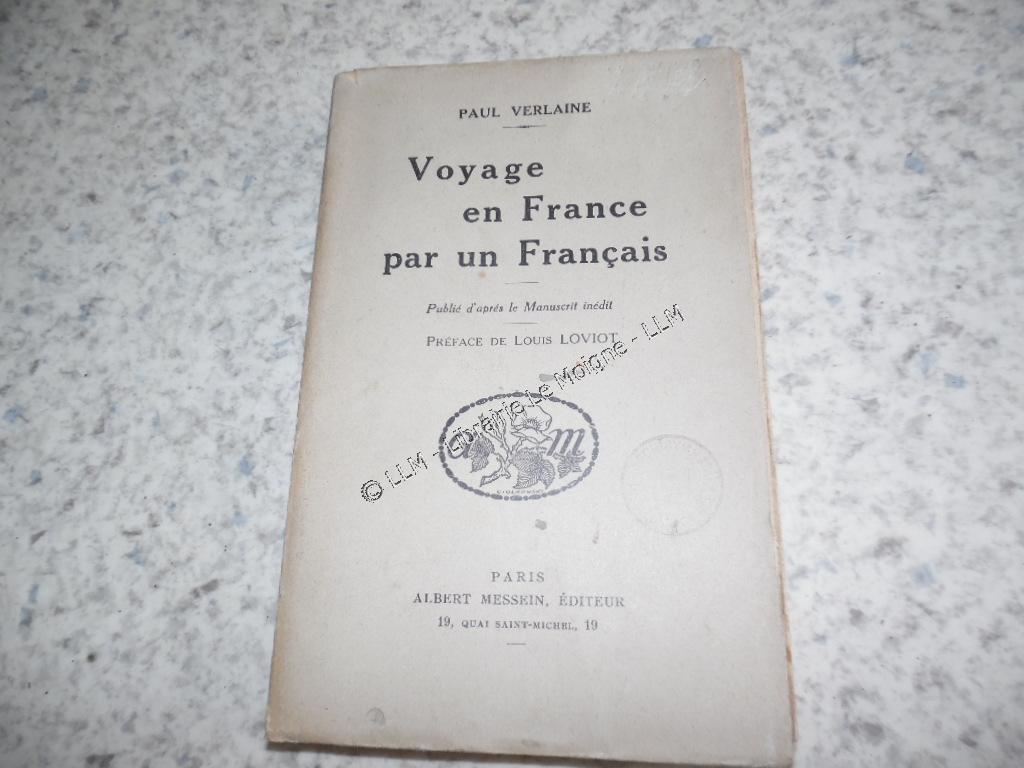 PAUL VERLAINE
Voyage
en France
par un Français
Publié d'aprés le Manuscrit inédit
PRÉFACE DE LOUIS LOVIOT
© LLM - Librairie Le Moigne - LLM
m
PARIS
ALBERT MESSEIN, ÉDITEUR
19, QUAI SAINT-MICHEL, 19